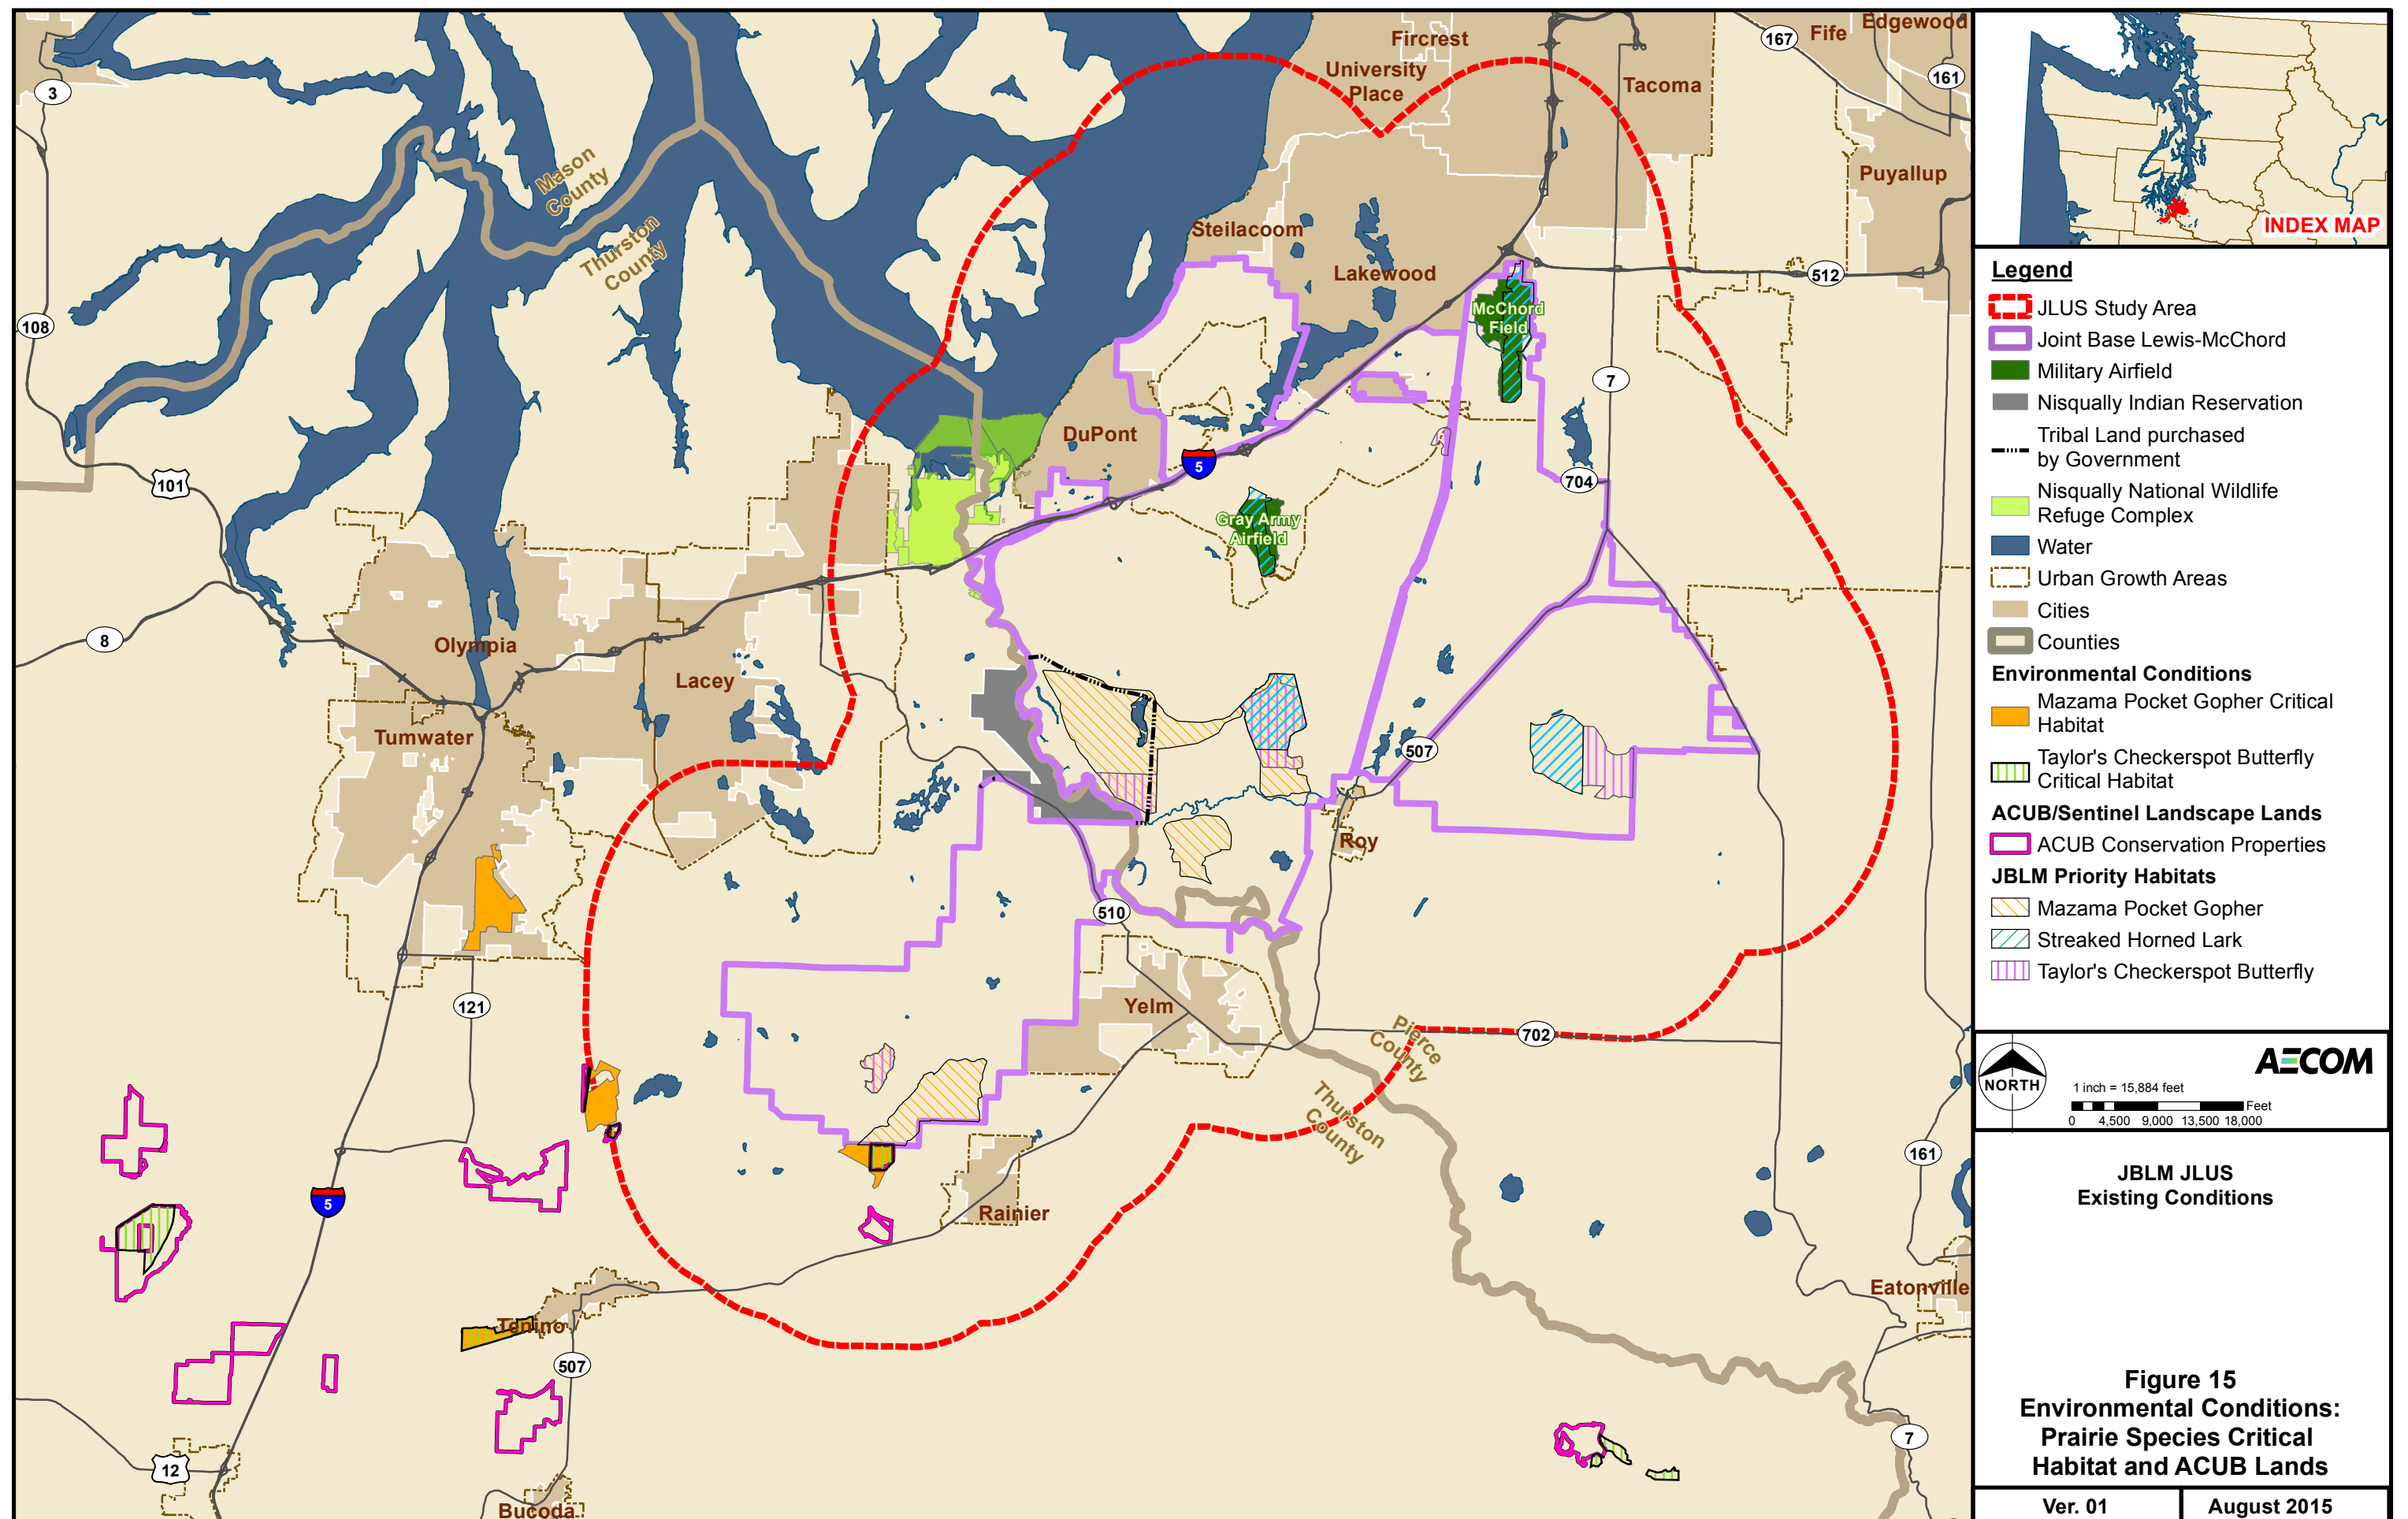 Fircrest
University
Place
Tacoma
167
Fife
Edgewood
161
3
Mason
County
Thurston
County
Puyallup
Steilacoom
Lakewood
512
McChord
Field
108
7
DuPont
5
101
704
Gray Army
Airfield
8
Olympia
Lacey
Tumwater
507
Roy
510
121
Yelm
702
Pierce
County
Thurston
County
161
5
Rainier
Eatonville
Tenino
507
7
12
Bucoda
INDEX MAP
Legend
JLUS Study Area
Joint Base Lewis-McChord
Military Airfield
Nisqually Indian Reservation
Tribal Land purchased
by Government
Nisqually National Wildlife
Refuge Complex
Water
Urban Growth Areas
Cities
Counties
Environmental Conditions
Mazama Pocket Gopher Critical
Habitat
Taylor's Checkerspot Butterfly
Critical Habitat
ACUB/Sentinel Landscape Lands
ACUB Conservation Properties
JBLM Priority Habitats
Mazama Pocket Gopher
Streaked Horned Lark
Taylor's Checkerspot Butterfly
NORTH
AECOM
1 inch = 15,884 feet
Feet
0 4,500 9,000 13,500 18,000
JBLM JLUS
Existing Conditions
Figure 15
Environmental Conditions:
Prairie Species Critical
Habitat and ACUB Lands
Ver. 01
August 2015